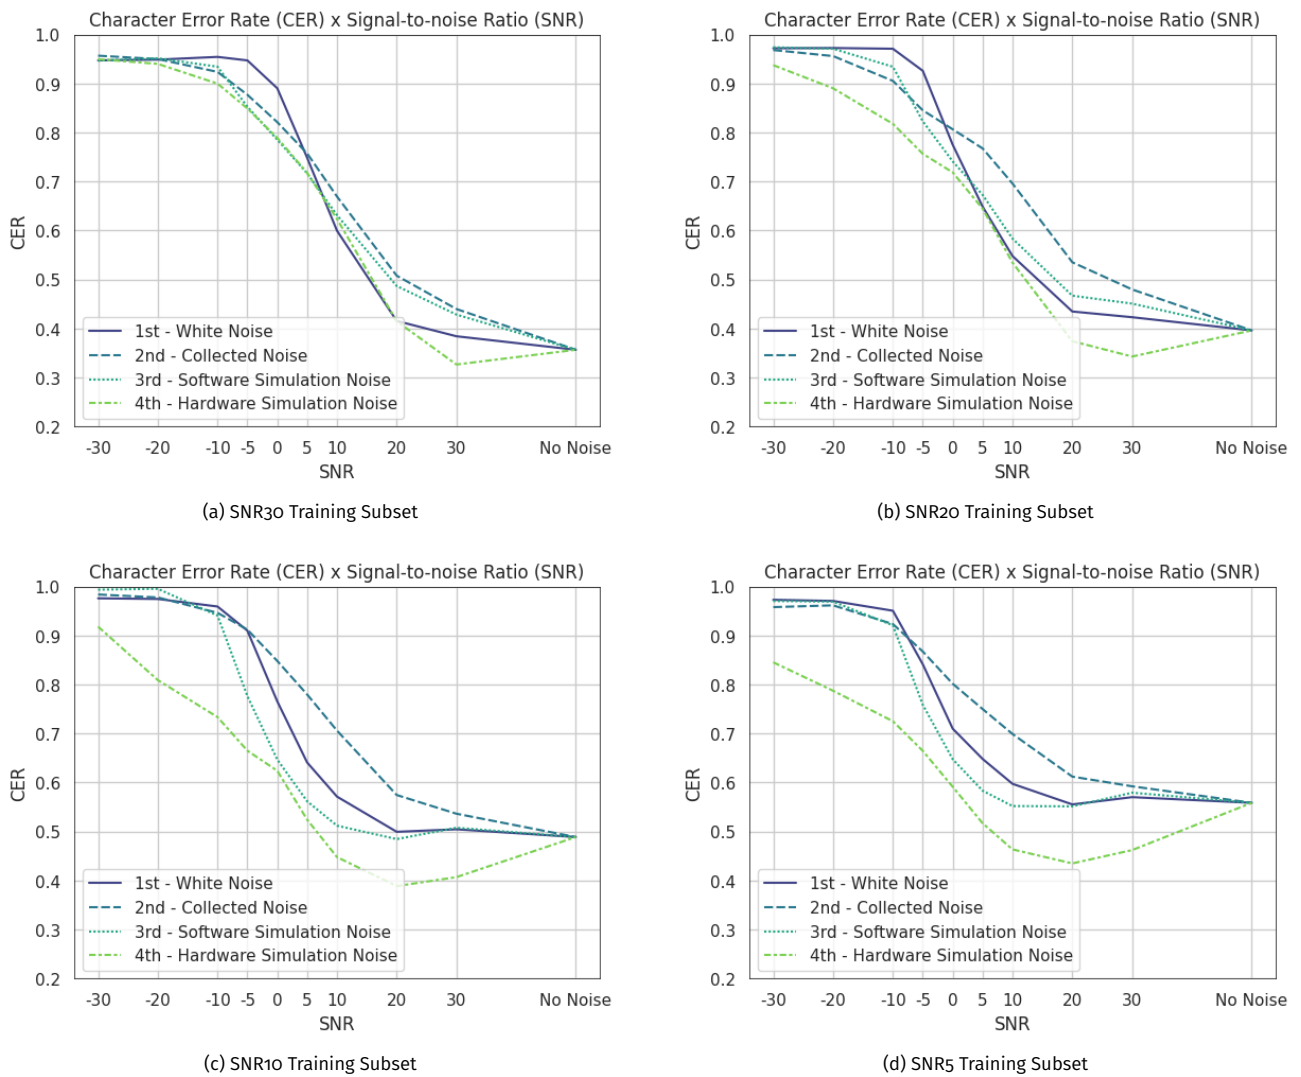 Character Error Rate (CER) x Signal-to-noise Ratio (SNR)
1.0
0.9
0.8
0.7
0.6
0.5
0.4
0.3
0.2
CER
1st - White Noise
2nd - Collected Noise
3rd - Software Simulation Noise
4th - Hardware Simulation Noise
-30 -20 -10 -5 0 5 10 20 30 No Noise
SNR
(a) SNR30 Training Subset
Character Error Rate (CER) x Signal-to-noise Ratio (SNR)
1.0
0.9
0.8
0.7
0.6
0.5
0.4
0.3
0.2
CER
1st - White Noise
2nd - Collected Noise
3rd - Software Simulation Noise
4th - Hardware Simulation Noise
-30 -20 -10 -5 0 5 10 20 30 No Noise
SNR
(b) SNR20 Training Subset
Character Error Rate (CER) x Signal-to-noise Ratio (SNR)
1.0
0.9
0.8
0.7
0.6
0.5
0.4
0.3
0.2
CER
1st - White Noise
2nd - Collected Noise
3rd - Software Simulation Noise
4th - Hardware Simulation Noise
-30 -20 -10 -5 0 5 10 20 30 No Noise
SNR
(c) SNR10 Training Subset
Character Error Rate (CER) x Signal-to-noise Ratio (SNR)
1.0
0.9
0.8
0.7
0.6
0.5
0.4
0.3
0.2
CER
1st - White Noise
2nd - Collected Noise
3rd - Software Simulation Noise
4th - Hardware Simulation Noise
-30 -20 -10 -5 0 5 10 20 30 No Noise
SNR
(d) SNR5 Training Subset